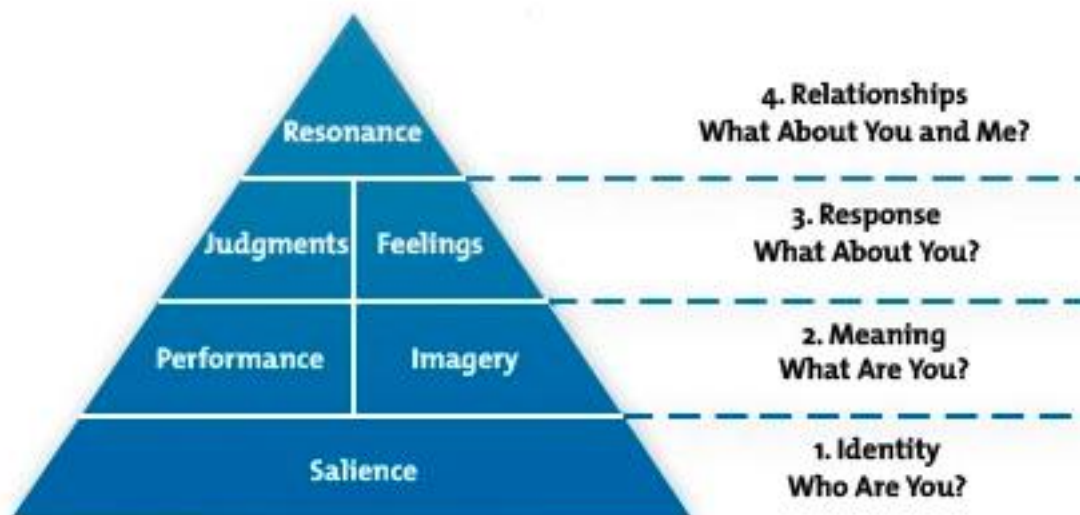 Resonance
4. Relationships
What About You and Me?
Judgments
Feelings
3. Response
What About You?
Performance
Imagery
2. Meaning
What Are You?
Salience
1. Identity
Who Are You?